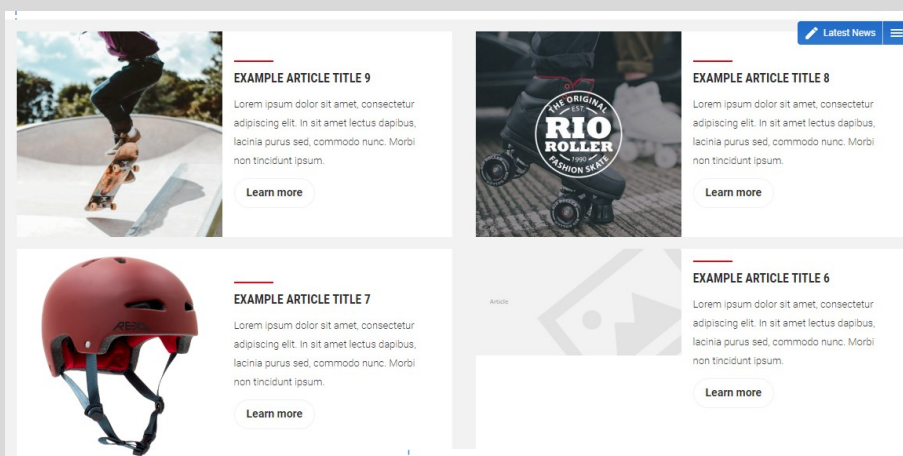 Latest News
EXAMPLE ARTICLE TITLE 9
Lorem ipsum dolor sit amet, consectetur
adipiscing elit. In sit amet lectus dapibus,
lacinia purus sed, commodo nunc. Morbi
non tincidunt ipsum.
Learn more
THE ORIGINAL
EST.
RIO
ROLLER
1990
FASHION SKATE
EXAMPLE ARTICLE TITLE 8
Lorem ipsum dolor sit amet, consectetur
adipiscing elit. In sit amet lectus dapibus,
lacinia purus sed, commodo nunc. Morbi
non tincidunt ipsum.
Learn more
EXAMPLE ARTICLE TITLE 7
Lorem ipsum dolor sit amet, consectetur
adipiscing elit. In sit amet lectus dapibus,
lacinia purus sed, commodo nunc. Morbi
non tincidunt ipsum.
Learn more
Article
EXAMPLE ARTICLE TITLE 6
Lorem ipsum dolor sit amet, consectetur
adipiscing elit. In sit amet lectus dapibus,
lacinia purus sed, commodo nunc. Morbi
non tincidunt ipsum.
Learn more